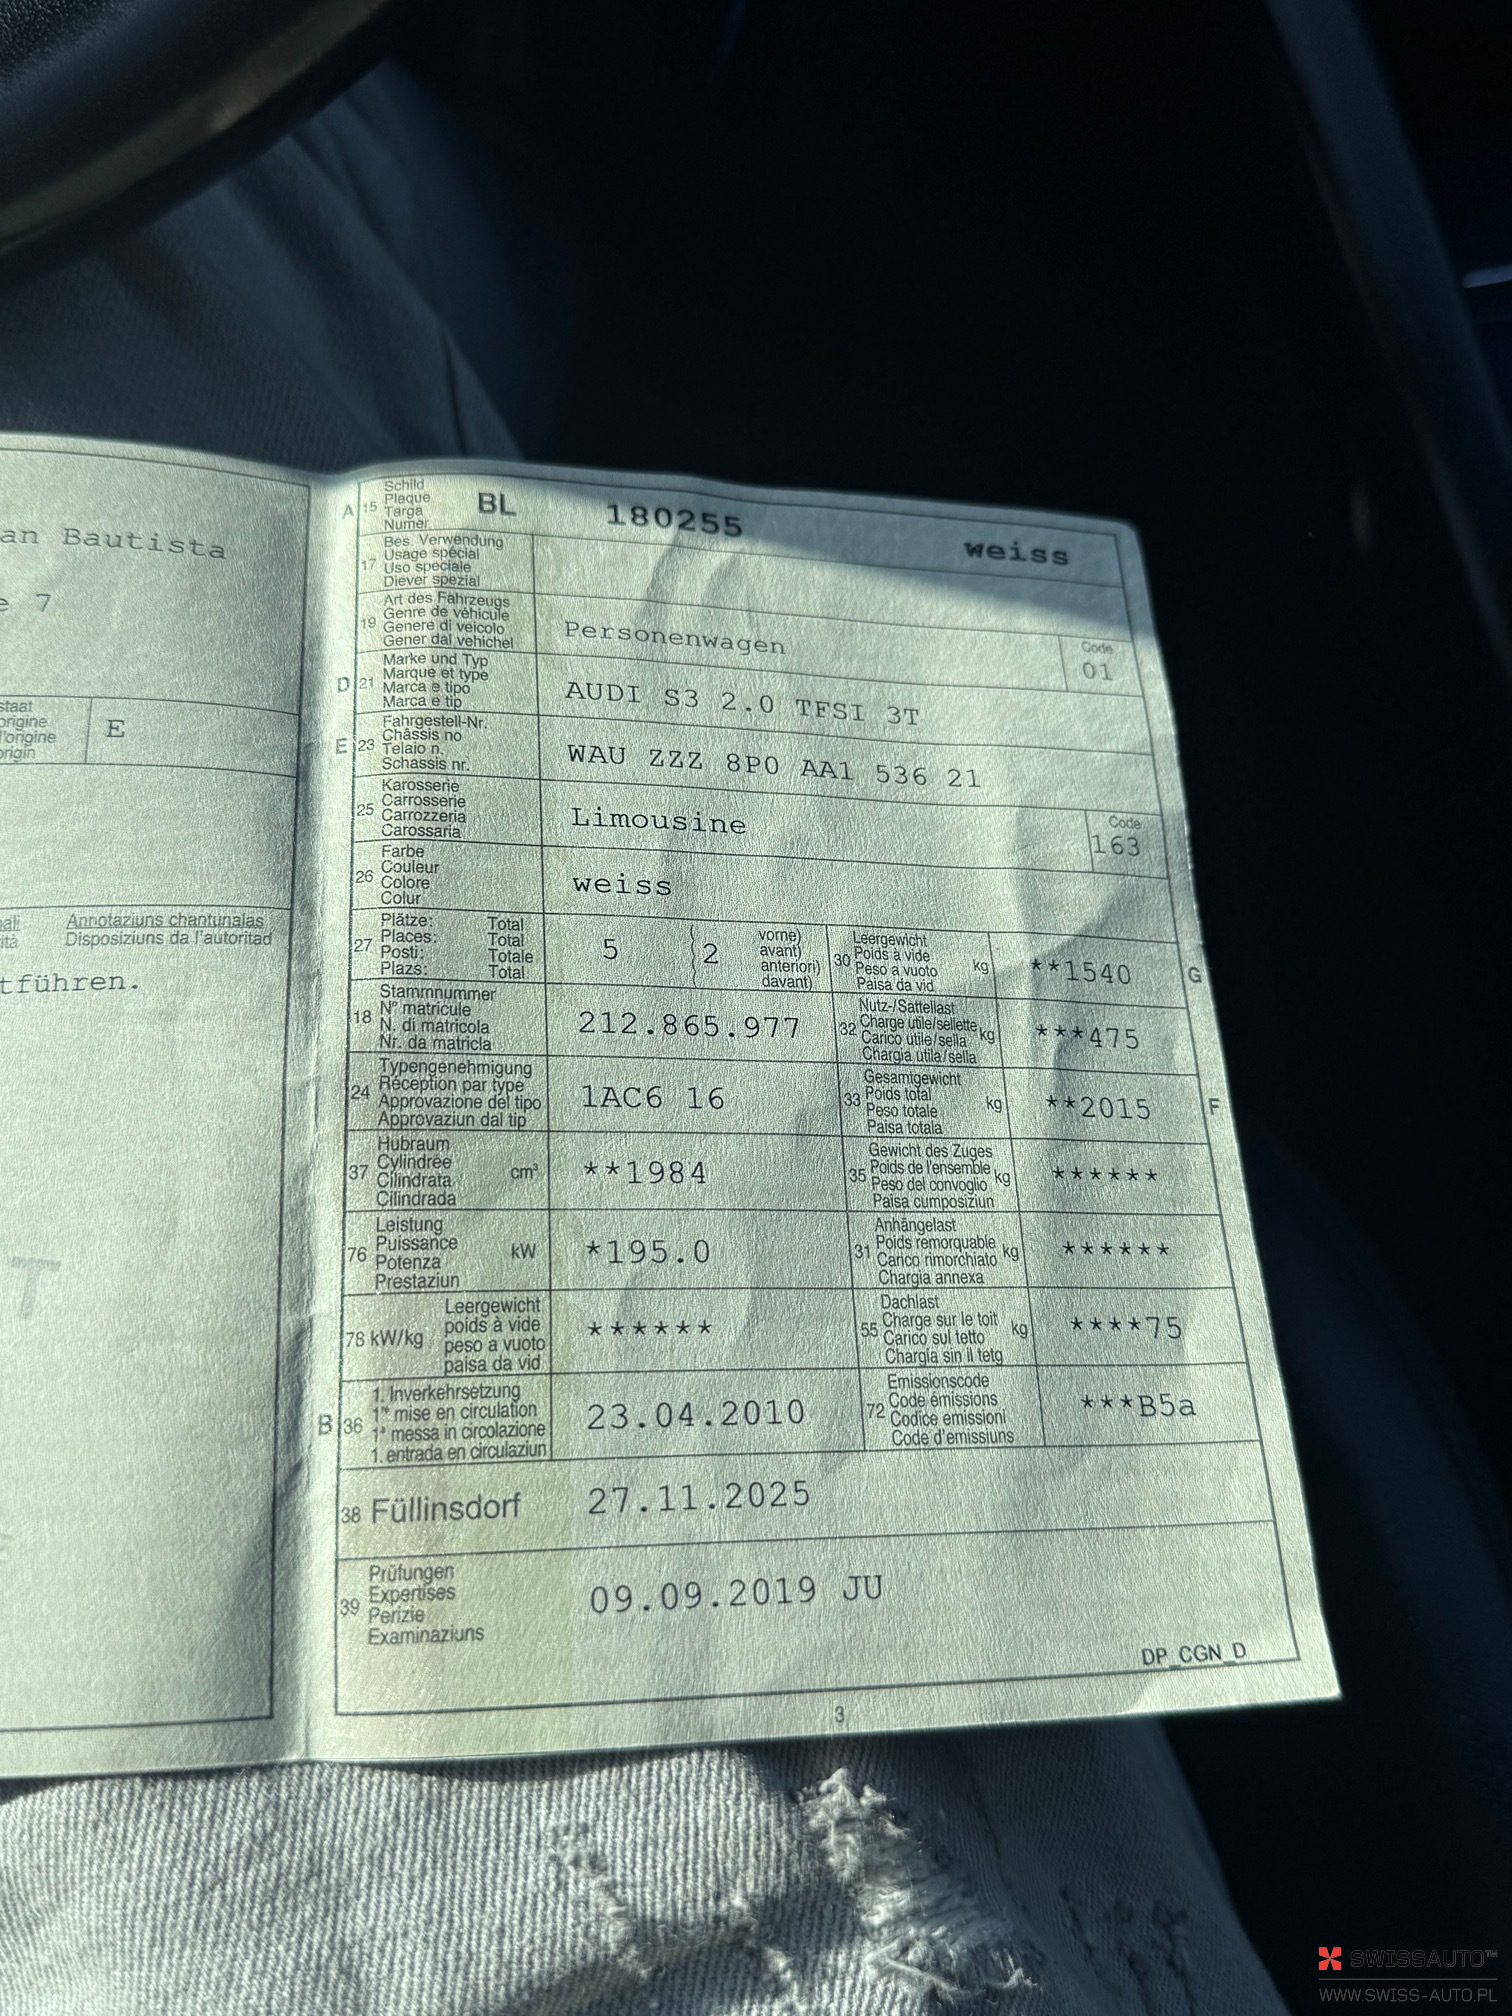 an Bautista
e 7
staat
origine
l'origine
origin
E
Annotaziuns chantunalas
Disposiziuns da l'autoritad
tführen.
T
A 15 Schild
Plaque
Targa
Numer
BL 180255 weiss
17 Bes. Verwendung
Usage spécial
Uso speciale
Diever spezial
19 Art des Fahrzeugs
Genre de véhicule
Genere di veicolo
Gener dal vehichel
Personenwagen
Code
01
D 21 Marke und Typ
Marque et type
Marca e tipo
Marca e tip
AUDI S3 2.0 TFSI 3T
E 23 Fahrgestell-Nr.
Châssis no
Telaio n.
Schassis nr.
WAU ZZZ 8P0 AA1 536 21
25 Karosserie
Carrosserie
Carrozzeria
Carossaria
Limousine
Code
163
26 Farbe
Couleur
Colore
Colur
weiss
27 Plätze: Total
Places: Total
Posti: Totale
Plazs: Total
5 (2 vorne)
avant)
anteriori)
davant)
30 Leergewicht
Poids à vide
Peso a vuoto
Paisa da vid
kg **1540 G
18 Stammnummer
N° matricule
N. di matricola
Nr. da matricla
212.865.977
32 Nutz-/Sattellast
Charge utile/sellette
Carico utile/sella
Chargia utila/sella
kg ***475
24 Typengenehmigung
Réception par type
Approvazione del tipo
Approvaziun dal tip
1AC6 16
33 Gesamtgewicht
Poids total
Peso totale
Paisa totala
kg **2015 F
37 Hubraum
Cylindrée
Cilindrata
Cilindrada
cm³ **1984
35 Gewicht des Zuges
Poids de l'ensemble
Peso del convoglio
Paisa cumposiziun
kg ******
76 Leistung
Puissance
Potenza
Prestaziun
kW *195.0
31 Anhängelast
Poids remorquable
Carico rimorchiato
Chargia annexa
kg ******
78 kW/kg Leergewicht
poids à vide
peso a vuoto
paisa da vid
******
55 Dachlast
Charge sur le toit
Carico sul tetto
Chargia sin il tetg
kg ****75
B 36 1. Inverkehrsetzung
1re mise en circulation
1a messa in circolazione
1. entrada en circulaziun
23.04.2010
72 Emissionscode
Code émissions
Codice emissioni
Code d'emissiuns
***B5a
38 Füllinsdorf 27.11.2025
39 Prüfungen
Expertises
Perizie
Examinaziuns
09.09.2019 JU
DP_CGN_D
3
SWISSAUTO™
WWW.SWISS-AUTO.PL